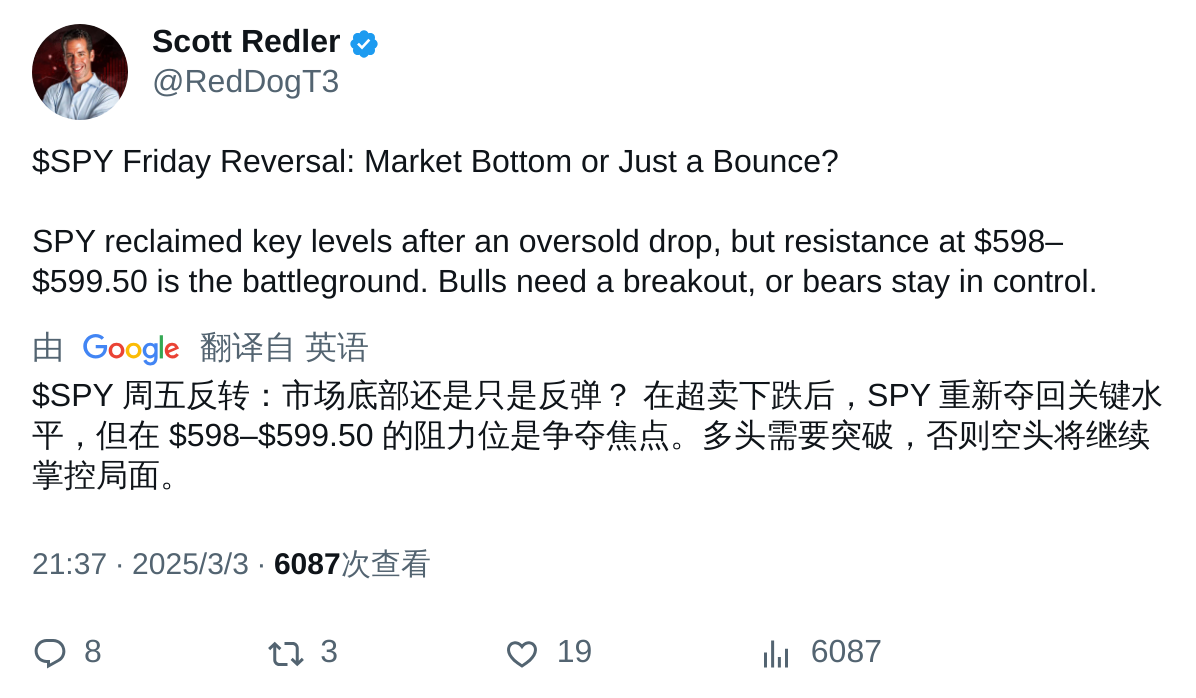 Scott Redler
@RedDogT3
$SPY Friday Reversal: Market Bottom or Just a Bounce?
SPY reclaimed key levels after an oversold drop, but resistance at $598–
$599.50 is the battleground. Bulls need a breakout, or bears stay in control.
由 Google 翻译自 英语
$SPY 周五反转：市场底部还是只是反弹？ 在超卖下跌后，SPY 重新夺回关键水
平，但在 $598–$599.50 的阻力位是争夺焦点。多头需要突破，否则空头将继续
掌控局面。
21:37 · 2025/3/3 · 6087次查看
8 3 19 6087